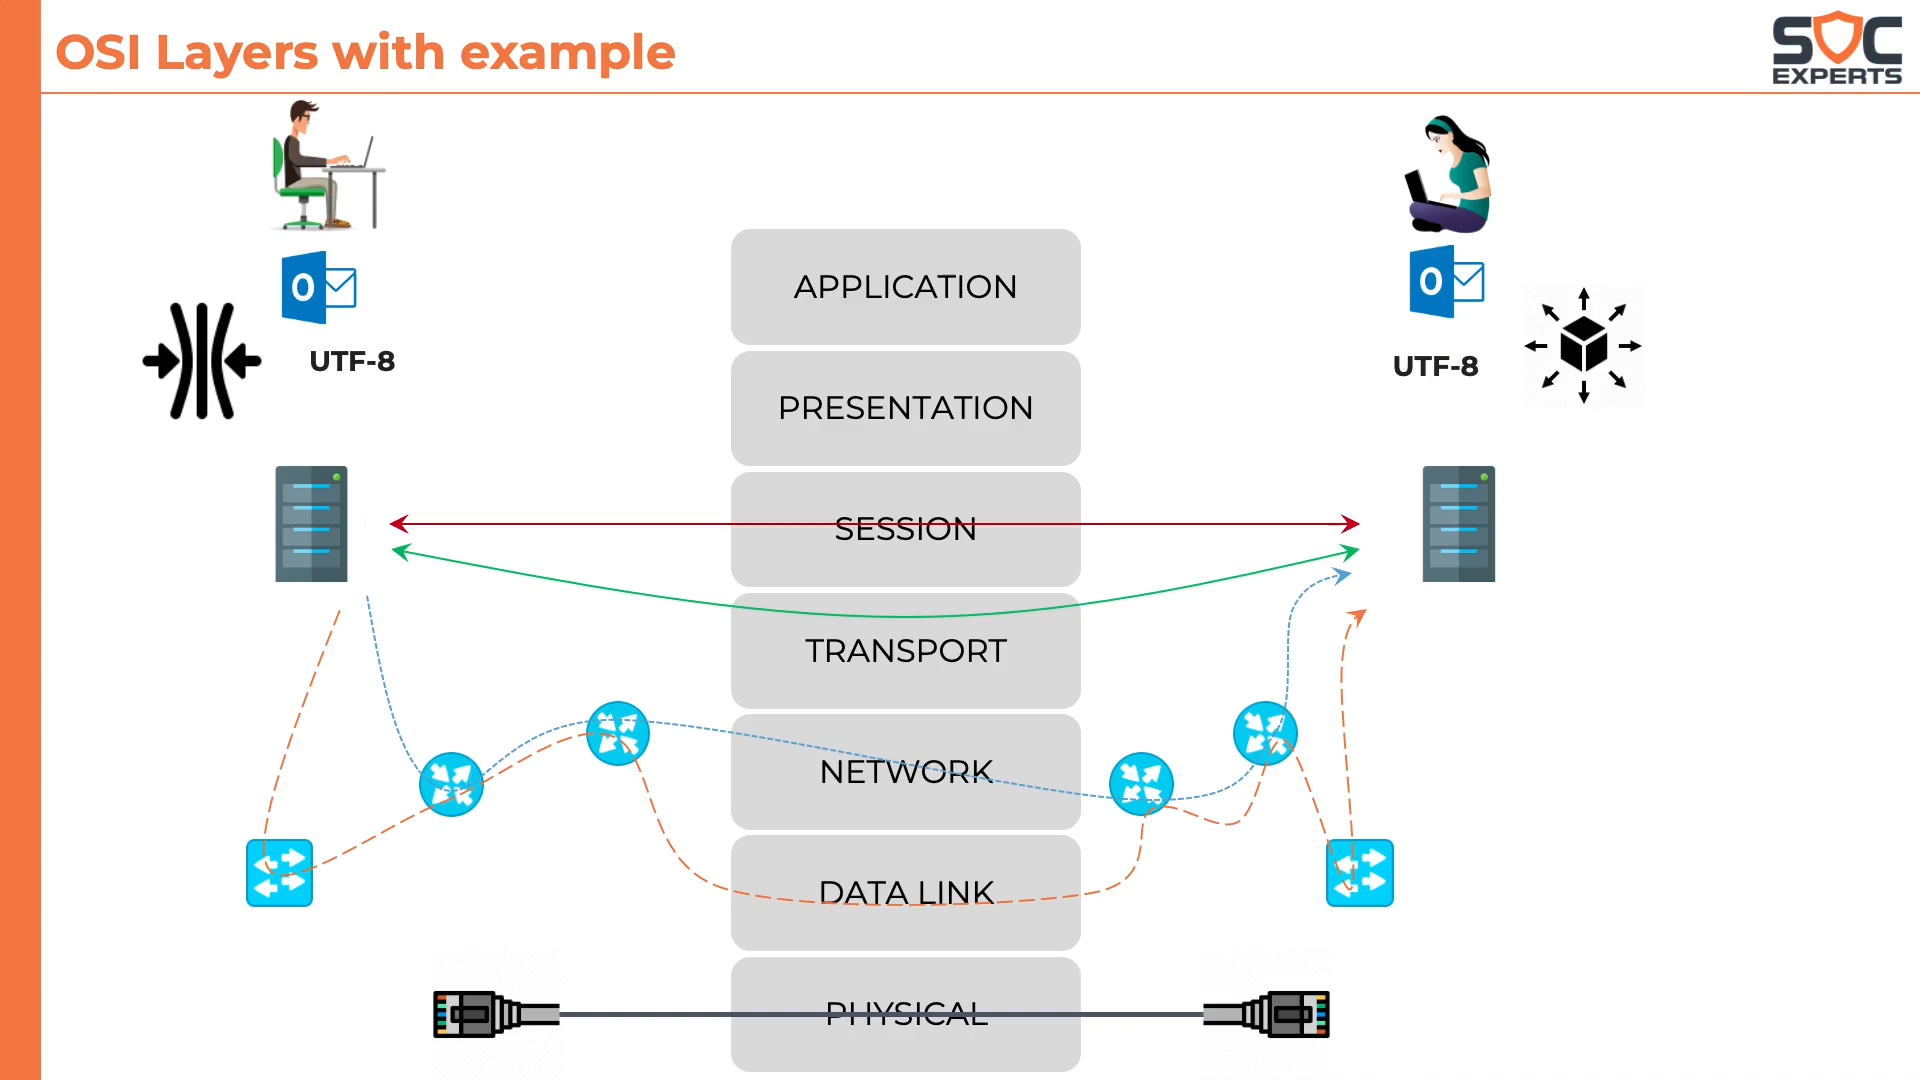 OSI Layers with example
SOC
EXPERTS
O
O
APPLICATION
UTF-8
UTF-8
PRESENTATION
SESSION
TRANSPORT
NETWORK
DATA LINK
PHYSICAL